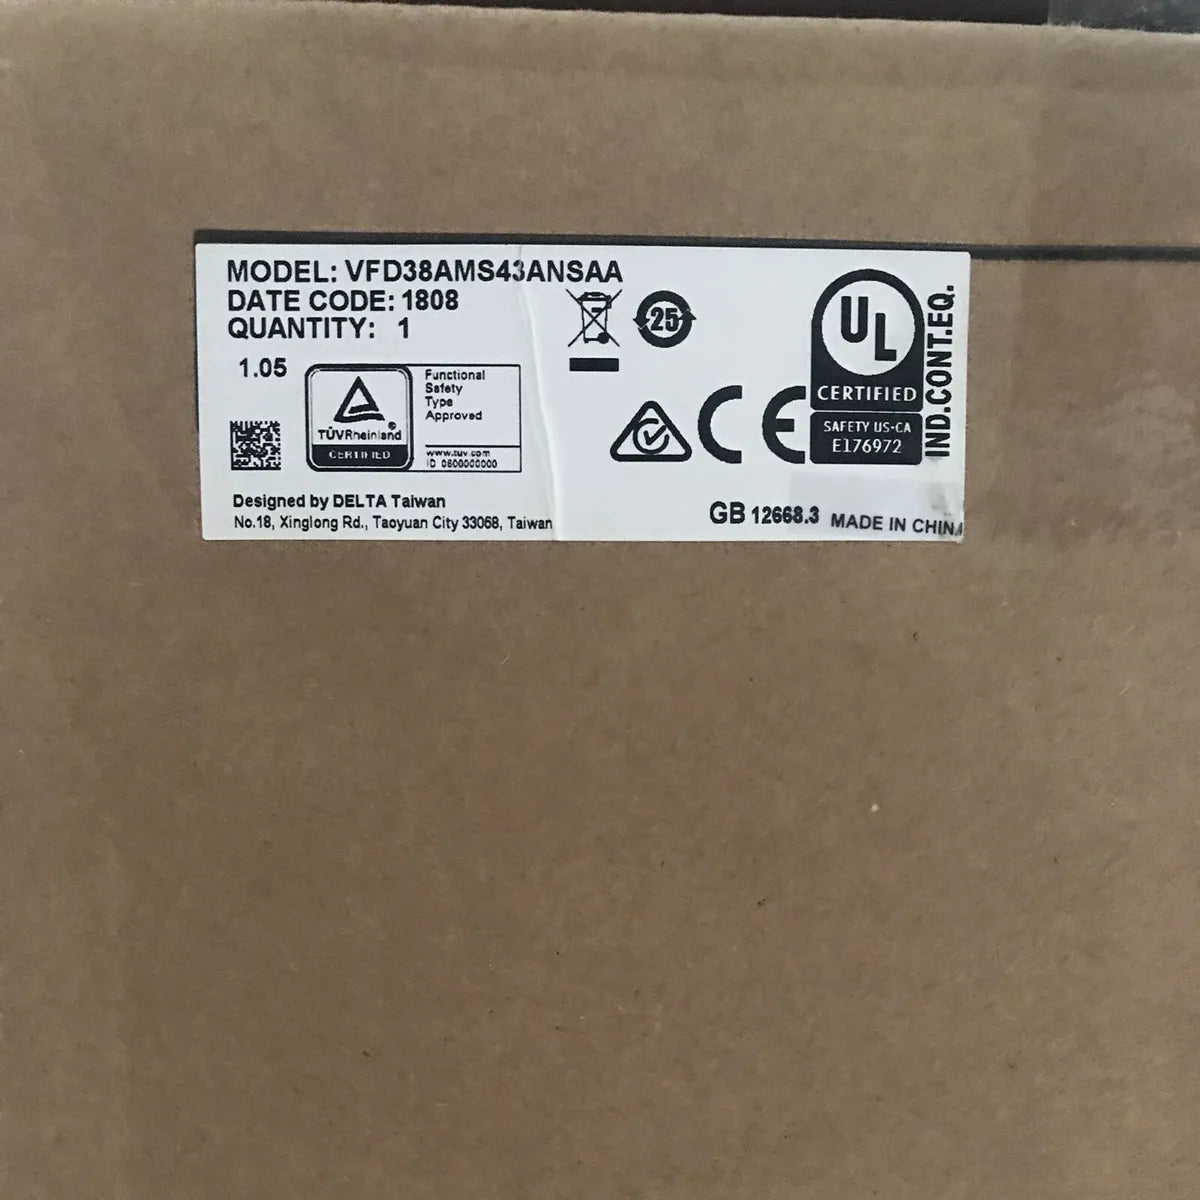 MODEL: VFD38AMS43ANSAA
DATE CODE: 1808
QUANTITY: 1
1.05
TÜVRheinland®
CERTIFIED
Functional
Safety
Type
Approved
www.tuv.com
ID 0600000000
25
UL
CERTIFIED
SAFETY US-CA
E176972
IND.CONT.EQ.
CE
Designed by DELTA Taiwan
No.18, Xinglong Rd., Taoyuan City 33068, Taiwan
GB 12668.3 MADE IN CHINA